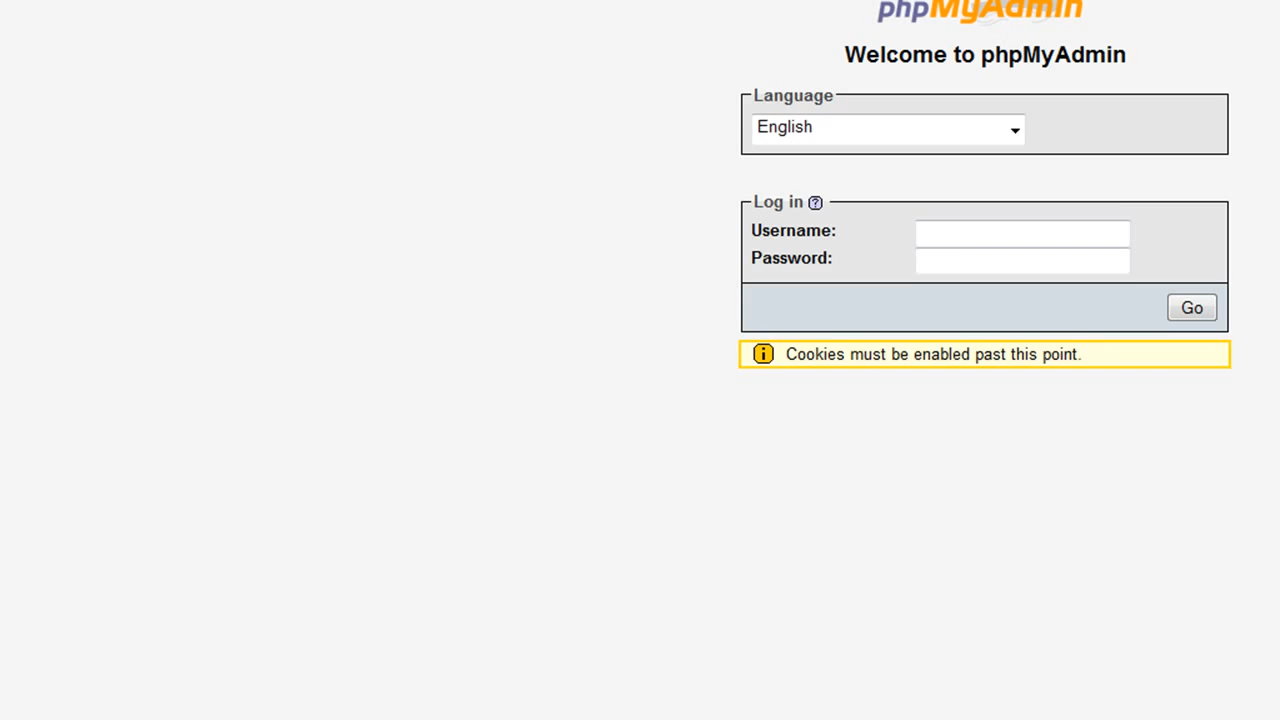 phpMyAdmin
Welcome to phpMyAdmin
Language
English
Log in
Username:
Password:
Go
Cookies must be enabled past this point.